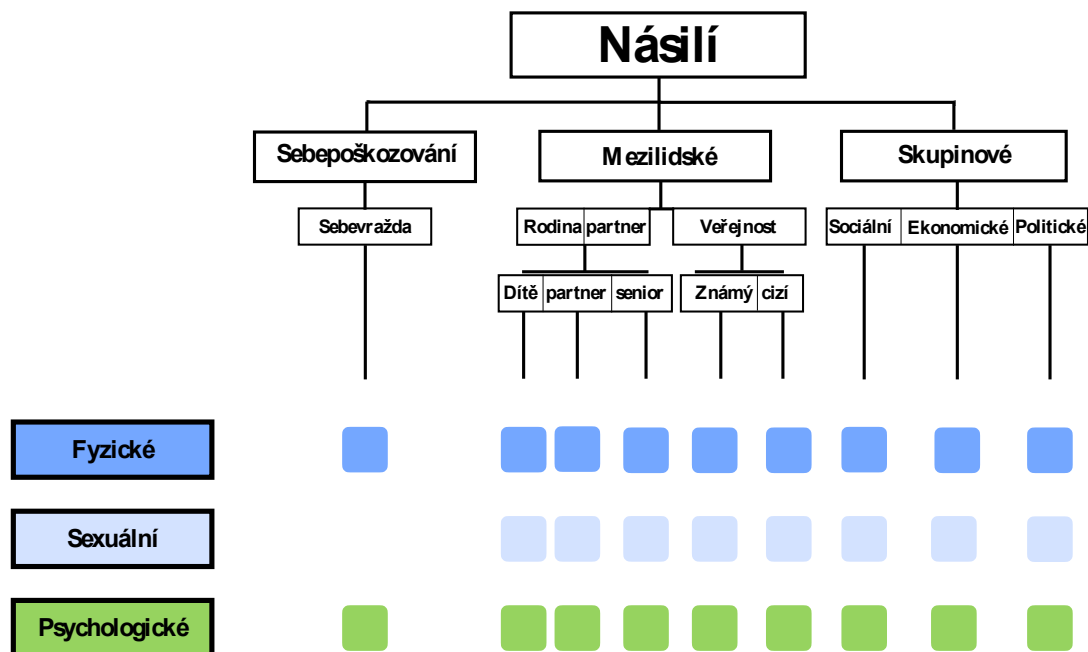 Násilí
Sebepoškozování
Mezilidské
Skupinové
Sebevražda
Rodina partner
Veřejnost
Sociální Ekonomické Politické
Dítě partner senior
Známý cizí
Fyzické
Sexuální
Psychologické